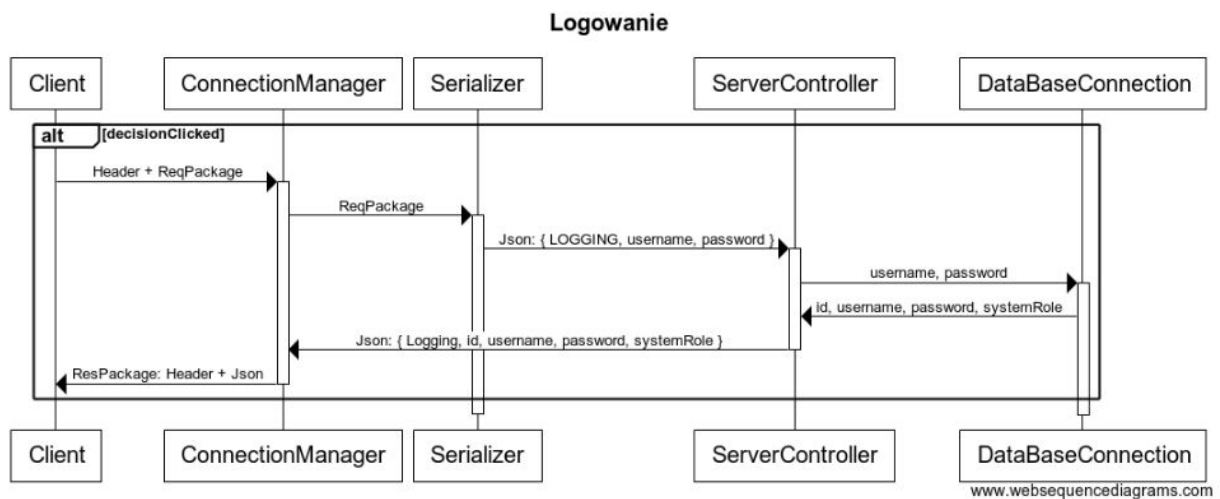 Logowanie
Client
ConnectionManager
Serializer
ServerController
DataBaseConnection
alt
[decisionClicked]
Header + ReqPackage
ReqPackage
Json: { LOGGING, username, password }
username, password
id, username, password, systemRole
Json: { Logging, id, username, password, systemRole }
ResPackage: Header + Json
Client
ConnectionManager
Serializer
ServerController
DataBaseConnection
www.websequencediagrams.com